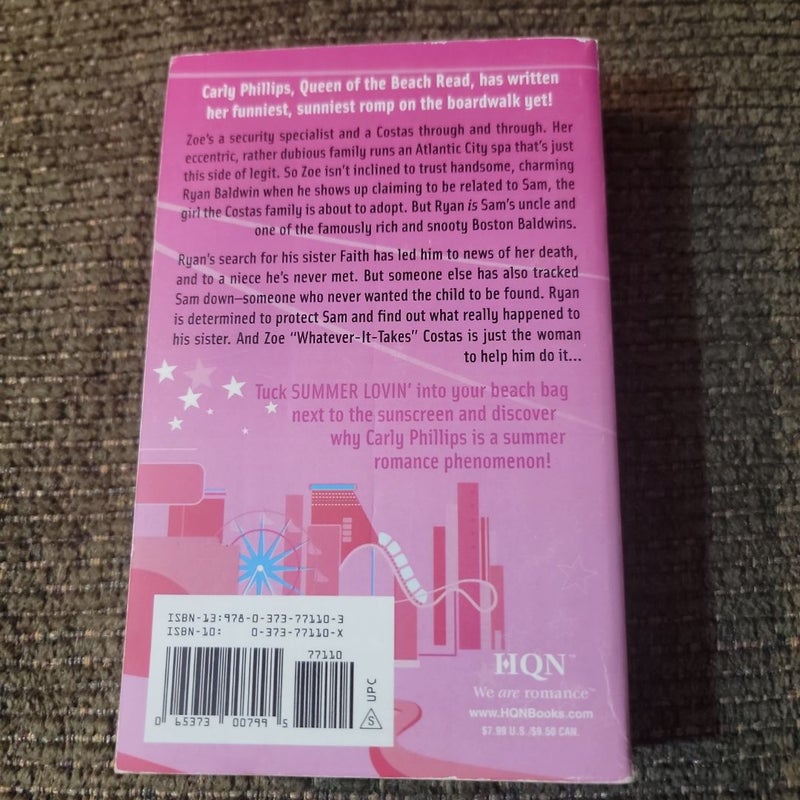 Carly Phillips, Queen of the Beach Read, has written
her funniest, sunniest romp on the boardwalk yet!
Zoe's a security specialist and a Costas through and through. Her
eccentric, rather dubious family runs an Atlantic City spa that's just
this side of legit. So Zoe isn't inclined to trust handsome, charming
Ryan Baldwin when he shows up claiming to be related to Sam, the
girl the Costas family is about to adopt. But Ryan is Sam's uncle and
one of the famously rich and snooty Boston Baldwins.
Ryan's search for his sister Faith has led him to news of her death,
and to a niece he's never met. But someone else has also tracked
Sam down—someone who never wanted the child to be found. Ryan
is determined to protect Sam and find out what really happened to
his sister. And Zoe "Whatever-It-Takes" Costas is just the woman
to help him do it...
Tuck SUMMER LOVIN' into your beach bag
next to the sunscreen and discover
why Carly Phillips is a summer
romance phenomenon!
ISBN-13:978-0-373-77110-3
ISBN-10: 0-373-77110-X
77110
0 65373 00799 5
UPC
S
HQN™
We are romance™
www.HQNBooks.com
$7.99 U.S./$9.50 CAN.